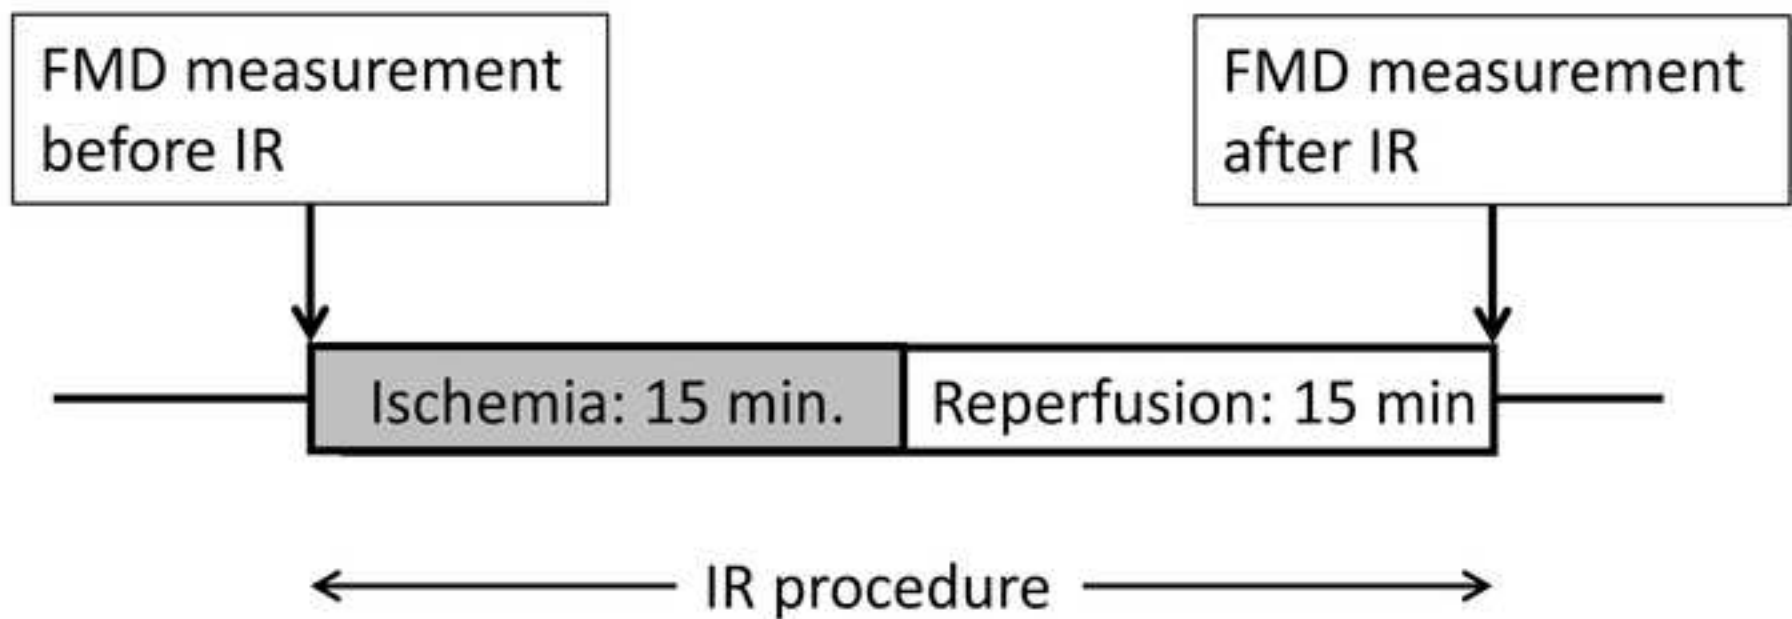 FMD measurement
before IR
FMD measurement
after IR
Ischemia: 15 min.
Reperfusion: 15 min
IR procedure